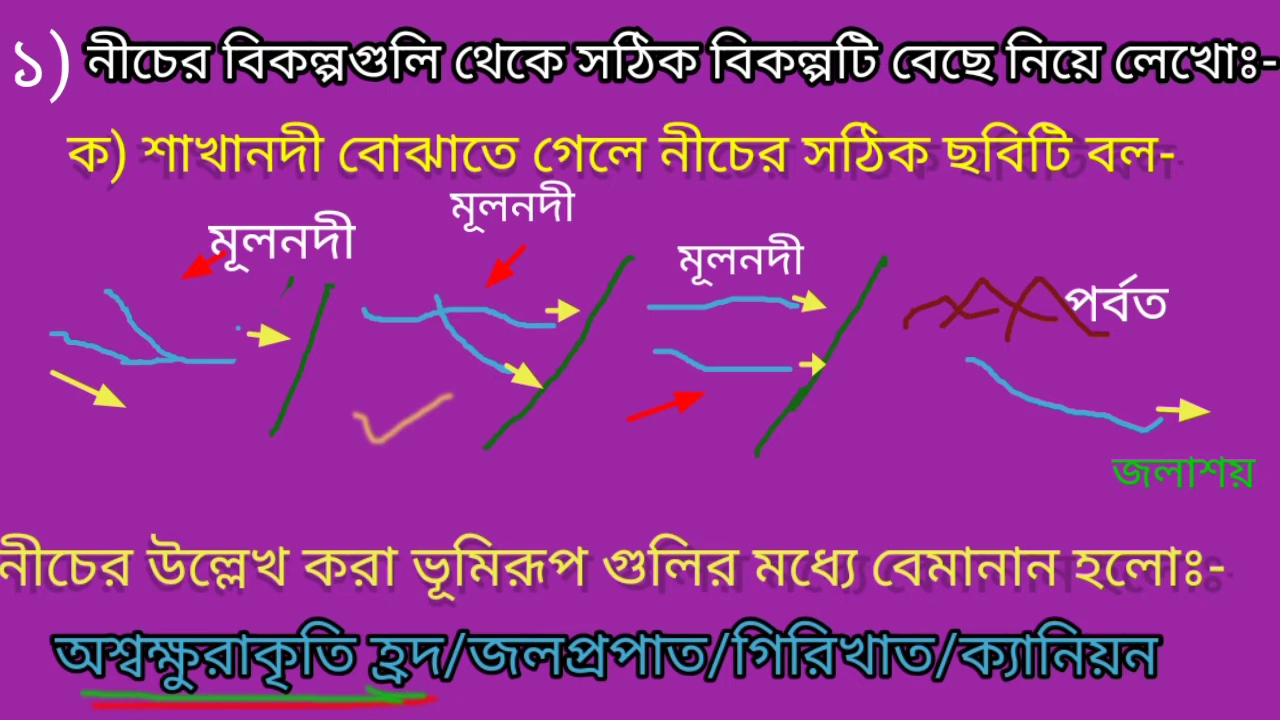 ১) নীচের বিকল্পগুলি থেকে সঠিক বিকল্পটি বেছে নিয়ে লেখোঃ-
ক) শাখানদী বোঝাতে গেলে নীচের সঠিক ছবিটি বল-
মূলনদী
মূলনদী
মূলনদী
পর্বত
জলাশয়
নীচের উল্লেখ করা ভূমিরূপ গুলির মধ্যে বেমানান হলোঃ-
অশ্বক্ষুরাকৃতি হ্রদ/জলপ্রপাত/গিরিখাত/ক্যানিয়ন